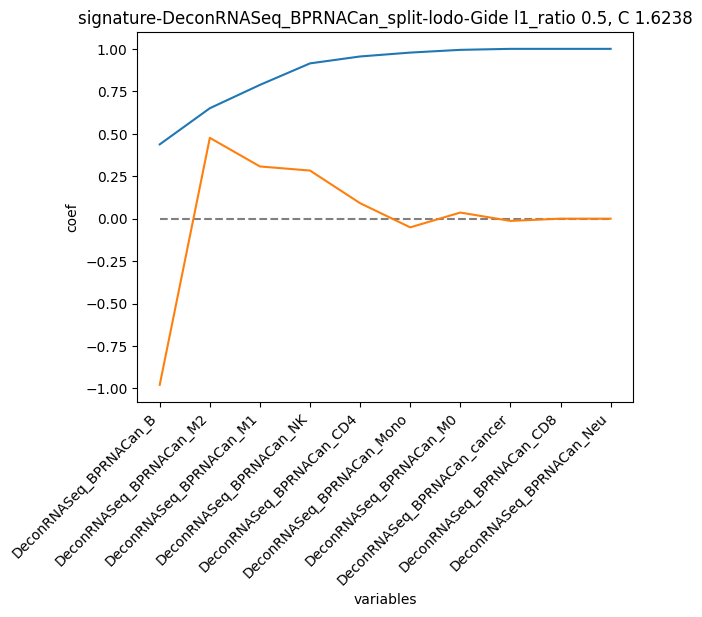 signature-DeconRNASeq_BPRNACan_split-lodo-Gide l1_ratio 0.5, C 1.6238
1.00
0.75
0.50
0.25
0.00
−0.25
−0.50
−0.75
−1.00
coef
DeconRNASeq_BPRNACan_B
DeconRNASeq_BPRNACan_M2
DeconRNASeq_BPRNACan_M1
DeconRNASeq_BPRNACan_NK
DeconRNASeq_BPRNACan_CD4
DeconRNASeq_BPRNACan_Mono
DeconRNASeq_BPRNACan_M0
DeconRNASeq_BPRNACan_cancer
DeconRNASeq_BPRNACan_CD8
DeconRNASeq_BPRNACan_Neu
variables